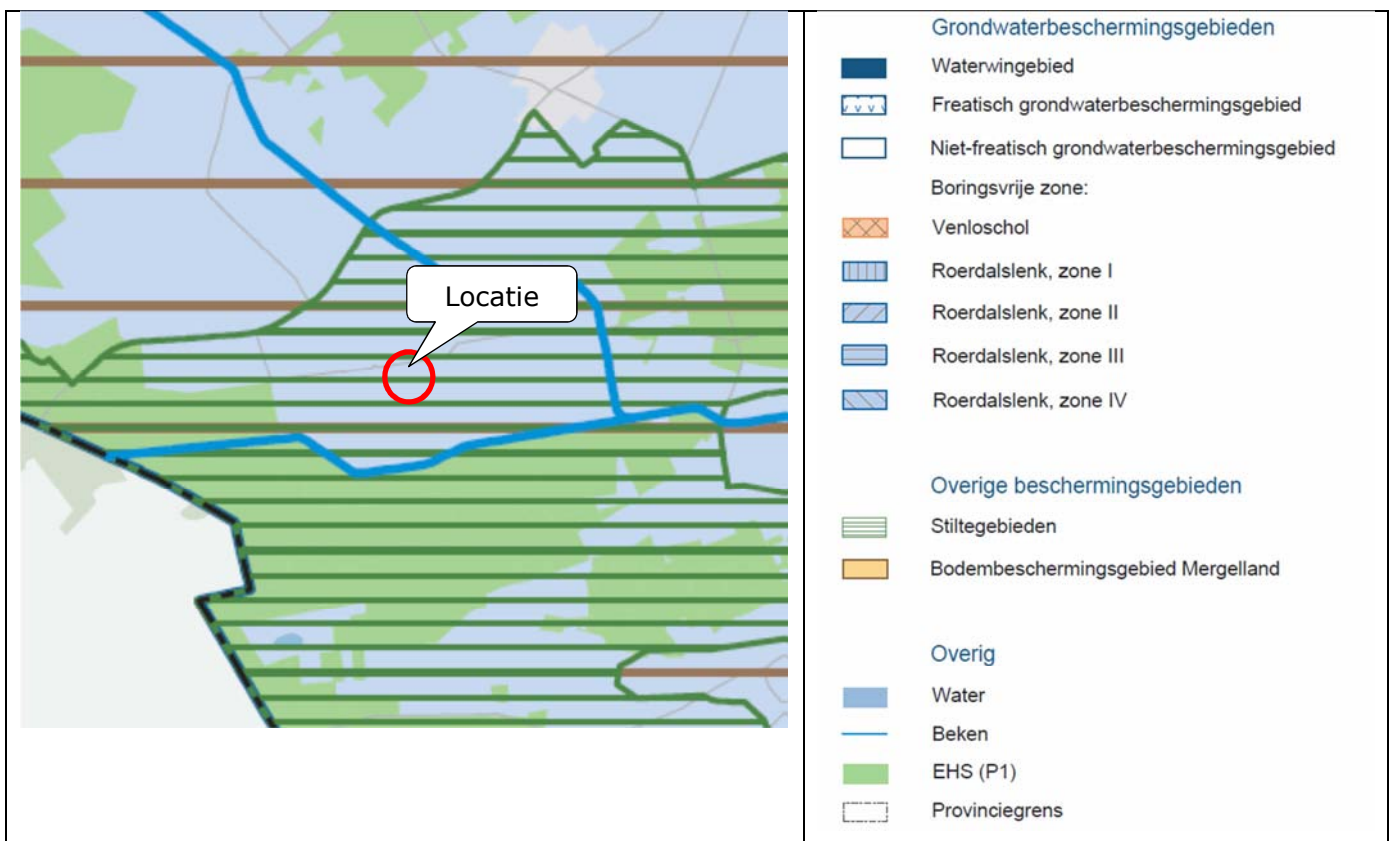 Locatie
Grondwaterbeschermingsgebieden
Waterwingebied
Freatisch grondwaterbeschermingsgebied
Niet-freatisch grondwaterbeschermingsgebied
Boringsvrije zone:
Venloschol
Roerdalslenk, zone I
Roerdalslenk, zone II
Roerdalslenk, zone III
Roerdalslenk, zone IV
Overige beschermingsgebieden
Stiltegebieden
Bodembeschermingsgebied Mergelland
Overig
Water
Beken
EHS (P1)
Provinciegrens